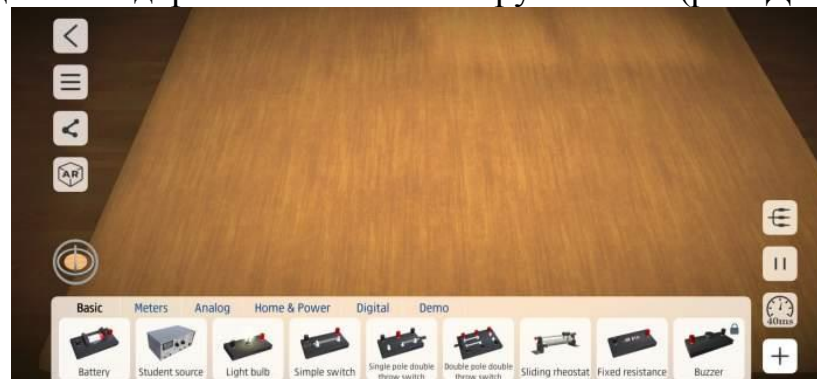 AR
40ms
Basic Meters Analog Home & Power Digital Demo
Battery Student source Light bulb Simple switch Single pole double throw switch Double pole double throw switch Sliding rheostat Fixed resistance Buzzer